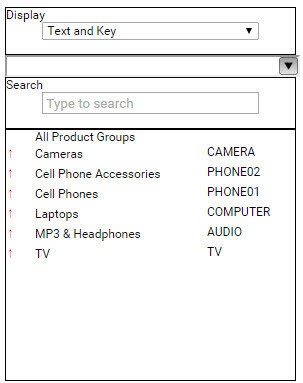 Display
Text and Key
Search
Type to search
All Product Groups
Cameras CAMERA
Cell Phone Accessories PHONE02
Cell Phones PHONE01
Laptops COMPUTER
MP3 & Headphones AUDIO
TV TV